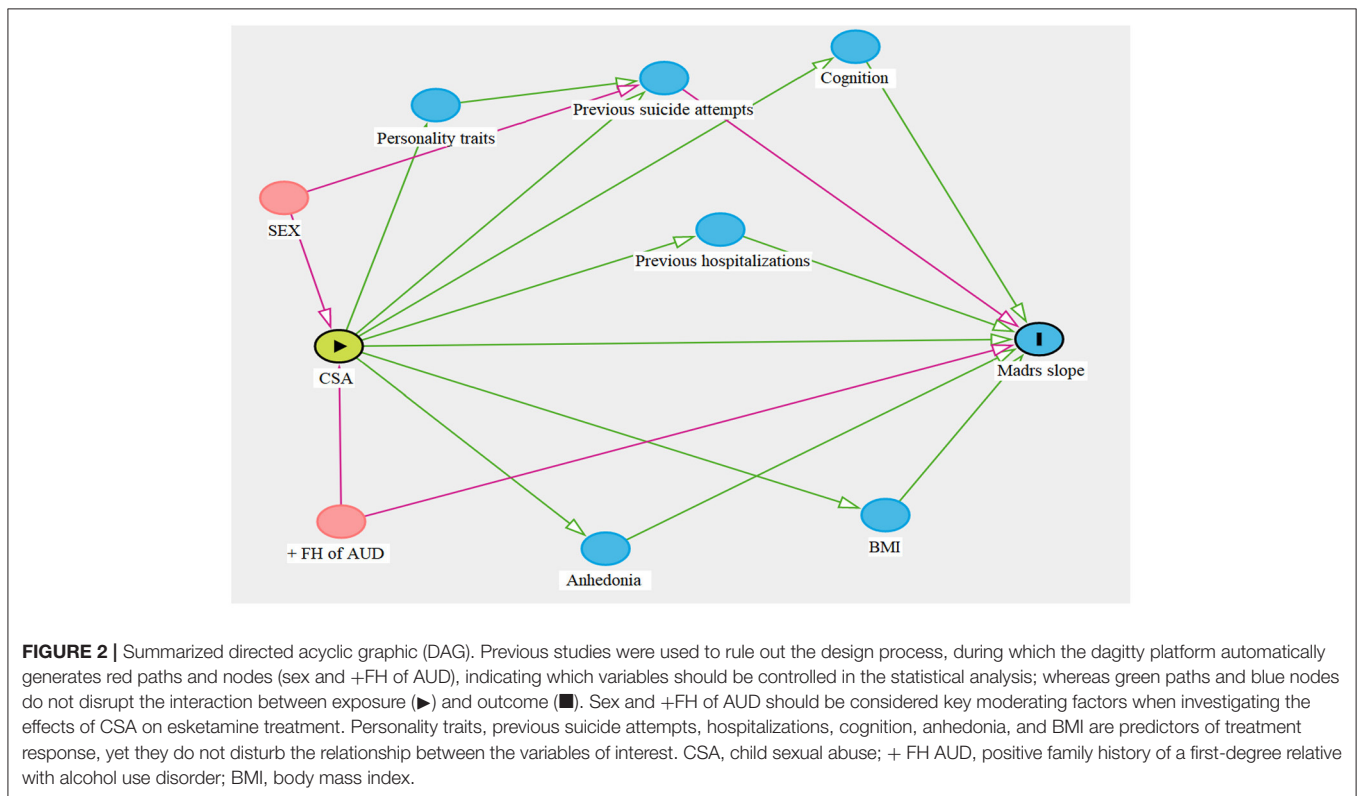 Cognition
Previous suicide attempts
Personality traits
SEX
Previous hospitalizations
CSA
Madrs slope
+ FH of AUD
BMI
Anhedonia
FIGURE 2 | Summarized directed acyclic graphic (DAG). Previous studies were used to rule out the design process, during which the dagitty platform automatically
generates red paths and nodes (sex and +FH of AUD), indicating which variables should be controlled in the statistical analysis; whereas green paths and blue nodes
do not disrupt the interaction between exposure (►) and outcome (■). Sex and +FH of AUD should be considered key moderating factors when investigating the
effects of CSA on esketamine treatment. Personality traits, previous suicide attempts, hospitalizations, cognition, anhedonia, and BMI are predictors of treatment
response, yet they do not disturb the relationship between the variables of interest. CSA, child sexual abuse; + FH AUD, positive family history of a first-degree relative
with alcohol use disorder; BMI, body mass index.